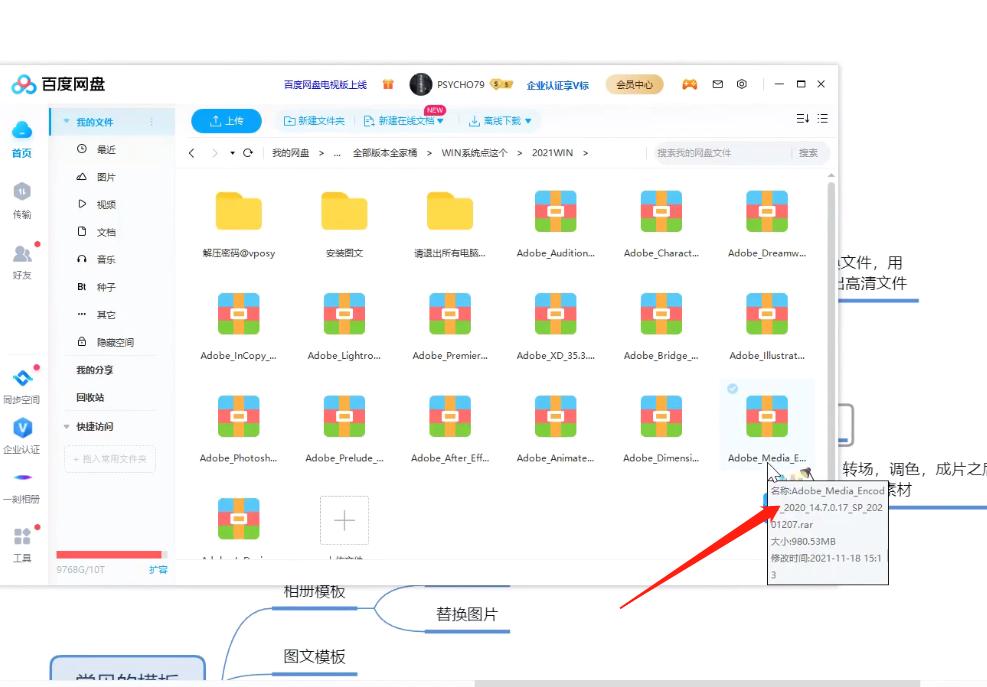 百度网盘
百度网盘电视版上线
PSYCHO79
企业认证享V标
会员中心
首页
传输
好友
同步空间
企业认证
一刻相册
工具
我的文件
最近
图片
视频
文档
音乐
Bt 种子
其它
隐藏空间
我的分享
回收站
快捷访问
+ 拖入常用文件夹
9768G/10T 扩容
上传
新建文件夹
新建在线文档
NEW
离线下载
我的网盘 > ... 全部版本全家桶 > WIN系统点这个 > 2021WIN >
搜索我的网盘文件 搜索
解压密码@vposy
安装图文
请退出所有电脑...
Adobe_Audition...
Adobe_Charact...
Adobe_Dreamw...
Adobe_InCopy_...
Adobe_Lightro...
Adobe_Premier...
Adobe_XD_35.3....
Adobe_Bridge_...
Adobe_Illustrat...
Adobe_Photosh...
Adobe_Prelude_...
Adobe_After_Eff...
Adobe_Animate...
Adobe_Dimensi...
Adobe_Media_E...
名称:Adobe_Media_Encod
_2020_14.7.0.17_SP_202
01207.rar
大小:980.53MB
修改时间:2021-11-18 15:1
3
文件，用
出高清文件
转场，调色，成片之后
素材
相册模板
替换图片
图文模板
常见的模板